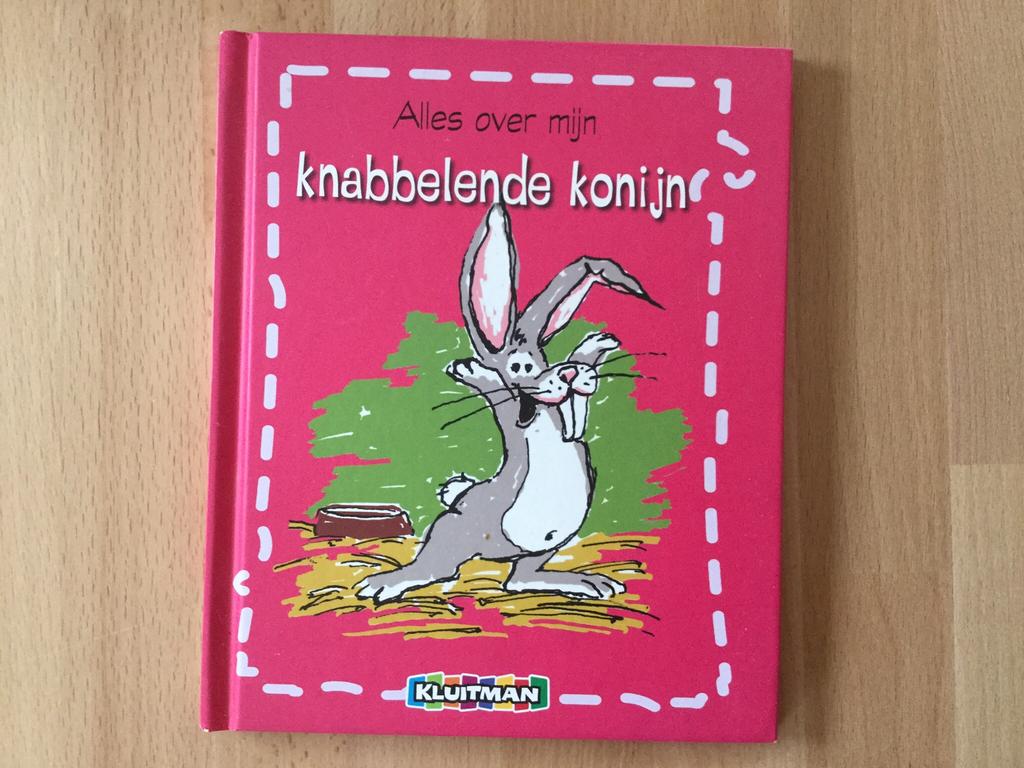 Alles over mijn
knabbelende konijn
KLUITMAN